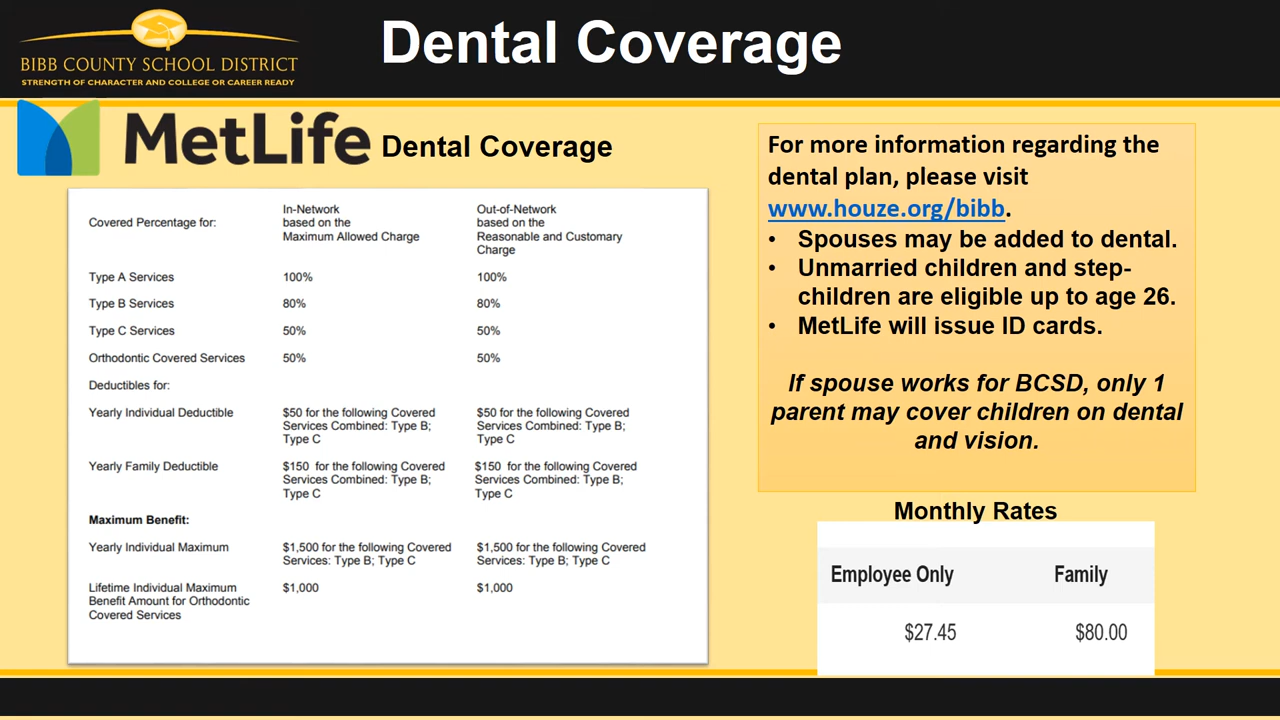 BIBB COUNTY SCHOOL DISTRICT
STRENGTH OF CHARACTER AND COLLEGE OR CAREER READY
Dental Coverage
MetLife Dental Coverage
Covered Percentage for:
In-Network
based on the
Maximum Allowed Charge
Out-of-Network
based on the
Reasonable and Customary
Charge
Type A Services 100% 100%
Type B Services 80% 80%
Type C Services 50% 50%
Orthodontic Covered Services 50% 50%
Deductibles for:
Yearly Individual Deductible
$50 for the following Covered
Services Combined: Type B;
Type C
$50 for the following Covered
Services Combined: Type B;
Type C
Yearly Family Deductible
$150 for the following Covered
Services Combined: Type B;
Type C
$150 for the following Covered
Services Combined: Type B;
Type C
Maximum Benefit:
Yearly Individual Maximum
$1,500 for the following Covered
Services: Type B; Type C
$1,500 for the following Covered
Services: Type B; Type C
Lifetime Individual Maximum
Benefit Amount for Orthodontic
Covered Services
$1,000
$1,000
For more information regarding the
dental plan, please visit
www.houze.org/bibb.
• Spouses may be added to dental.
• Unmarried children and step-
children are eligible up to age 26.
• MetLife will issue ID cards.
If spouse works for BCSD, only 1
parent may cover children on dental
and vision.
Monthly Rates
Employee Only Family
$27.45 $80.00